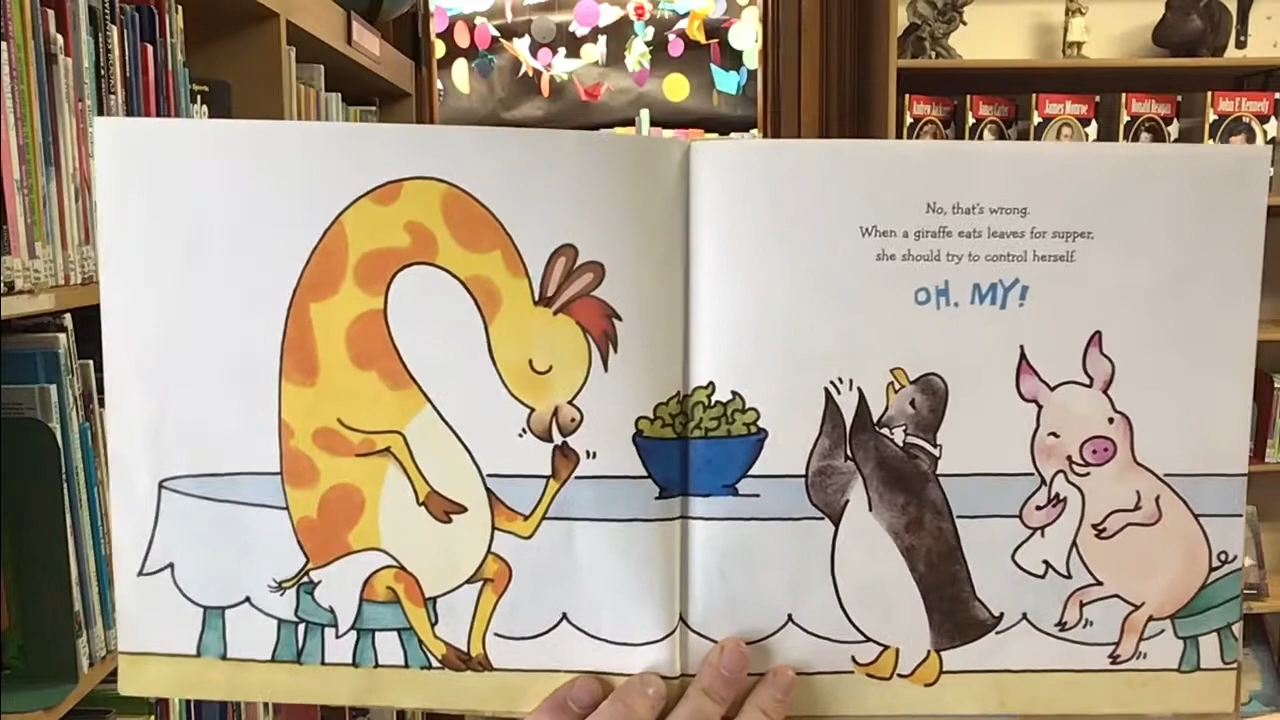 Andrew Jackson
James Carter
James Monroe
Ronald Reagan
John F. Kennedy
No, that's wrong.
When a giraffe eats leaves for supper,
she should try to control herself.
OH, MY!